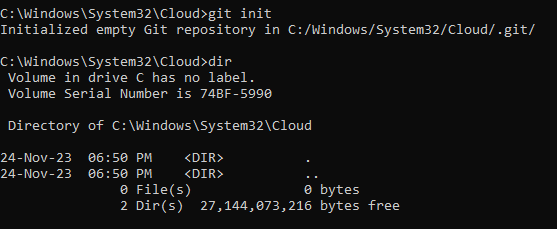 C:\Windows\System32\Cloud>git init
Initialized empty Git repository in C:/Windows/System32/Cloud/.git/
C:\Windows\System32\Cloud>dir
Volume in drive C has no label.
Volume Serial Number is 74BF-5990
Directory of C:\Windows\System32\Cloud
24-Nov-23  06:50 PM    <DIR>          .
24-Nov-23  06:50 PM    <DIR>          ..
0 File(s)              0 bytes
2 Dir(s)  27,144,073,216 bytes free